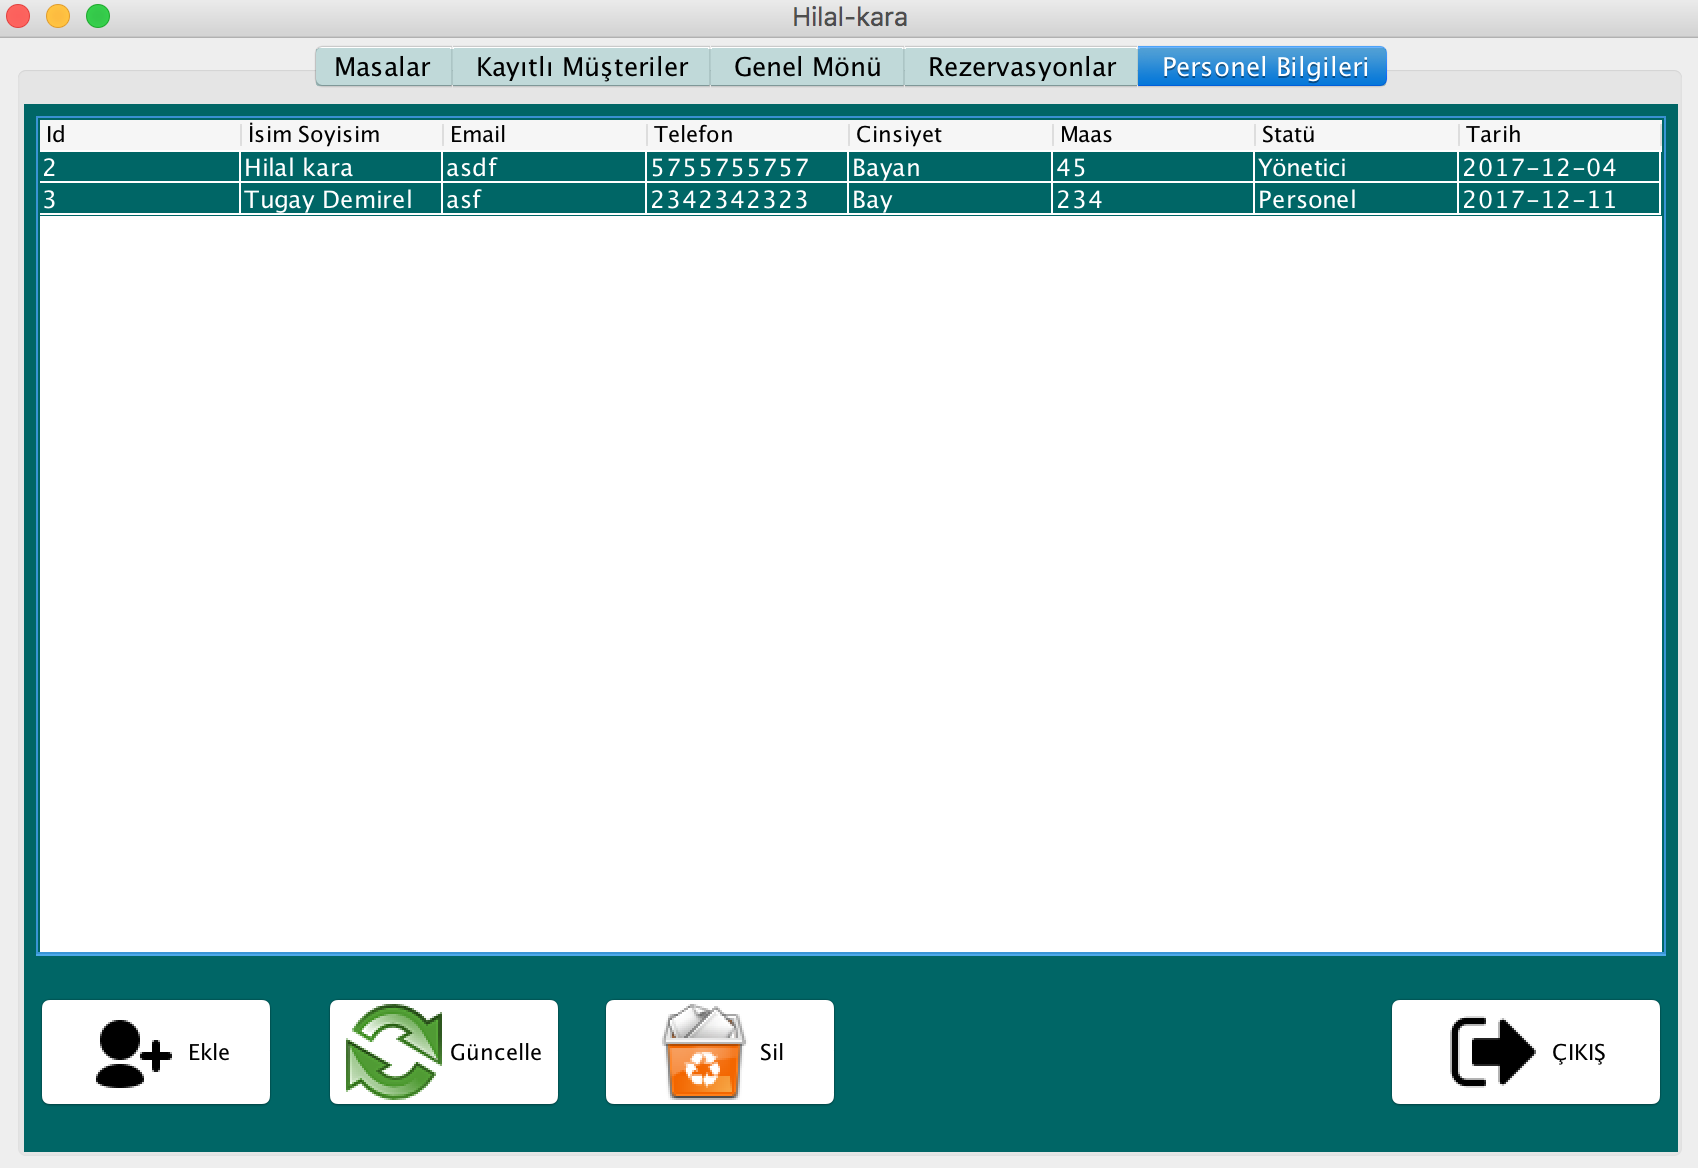 Hilal-kara
Masalar Kayıtlı Müşteriler Genel Mönü Rezervasyonlar Personel Bilgileri
Id İsim Soyisim Email Telefon Cinsiyet Maas Statü Tarih
2 Hilal kara asdf 5755755757 Bayan 45 Yönetici 2017-12-04
3 Tugay Demirel asf 2342342323 Bay 234 Personel 2017-12-11
Ekle Güncelle Sil ÇIKIŞ